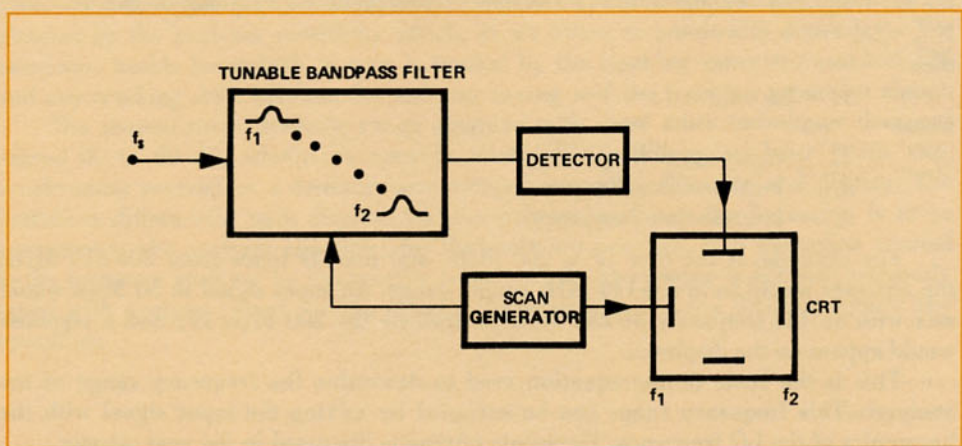 TUNABLE BANDPASS FILTER
fs
f1
f2
DETECTOR
SCAN
GENERATOR
CRT
f1
f2